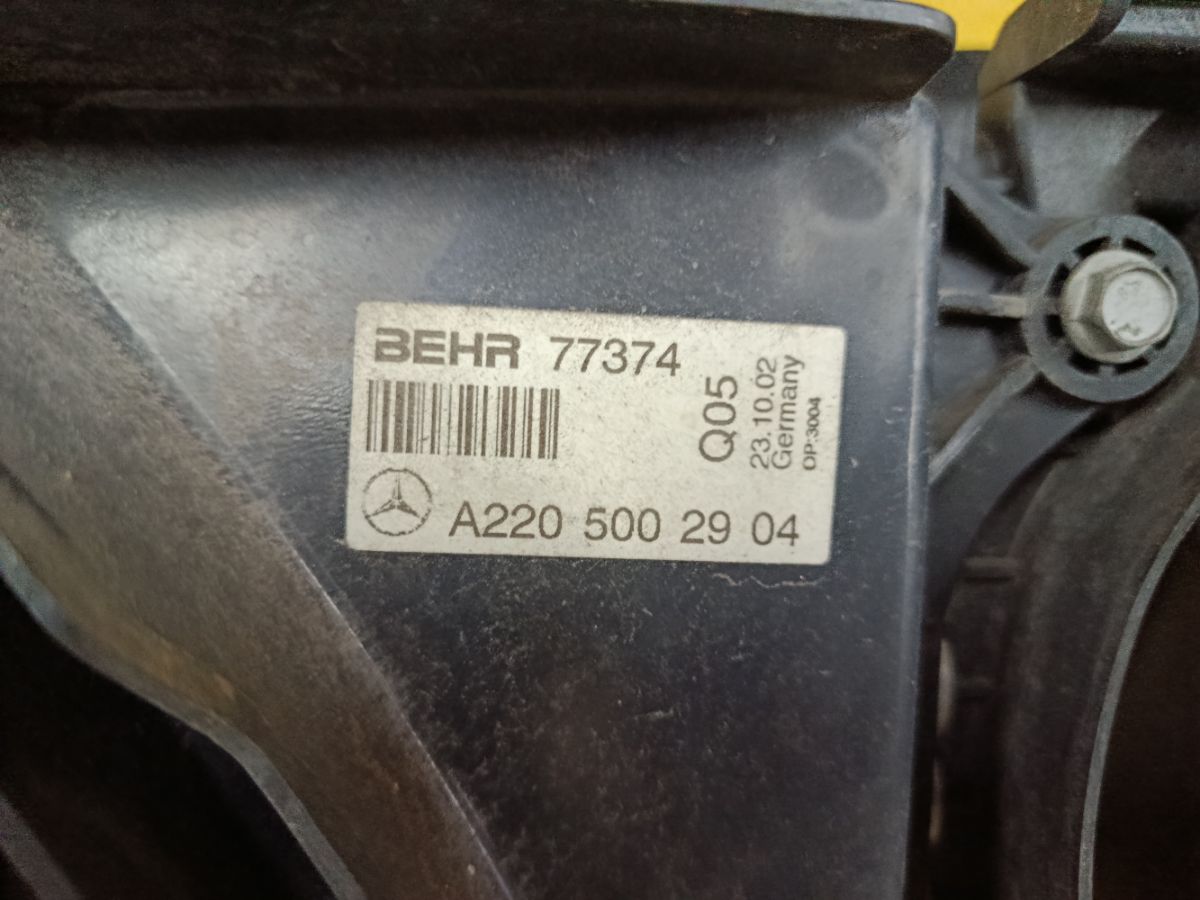 BEHR 77374
Q05
23.10.02
Germany
OP:3004
A220 500 29 04